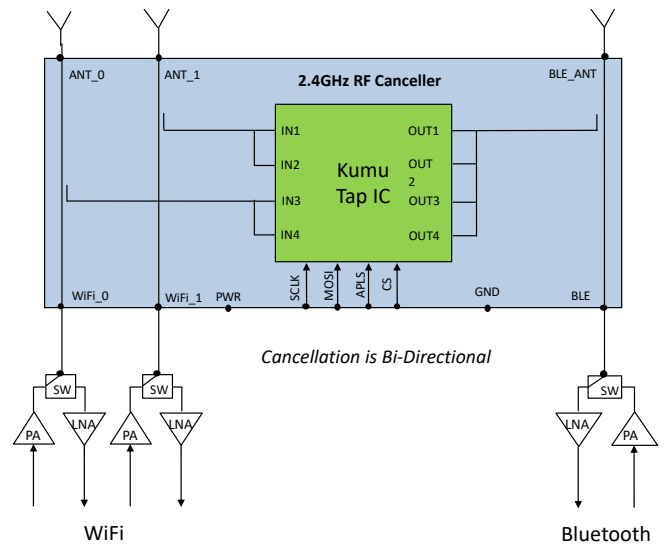 ANT_0
ANT_1
2.4GHz RF Canceller
BLE_ANT
IN1
OUT1
IN2
OUT
2
Kumu
Tap IC
IN3
OUT3
IN4
OUT4
SCLK
MOSI
APLS
CS
WiFi_0
WiFi_1
PWR
GND
BLE
Cancellation is Bi-Directional
SW
SW
SW
PA
LNA
PA
LNA
LNA
PA
WiFi
Bluetooth